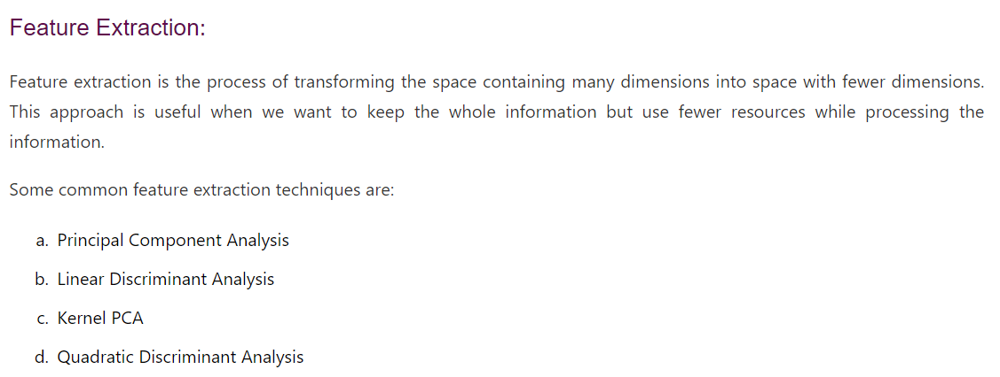 Feature Extraction:
Feature extraction is the process of transforming the space containing many dimensions into space with fewer dimensions.
This approach is useful when we want to keep the whole information but use fewer resources while processing the
information.
Some common feature extraction techniques are:
a. Principal Component Analysis
b. Linear Discriminant Analysis
c. Kernel PCA
d. Quadratic Discriminant Analysis